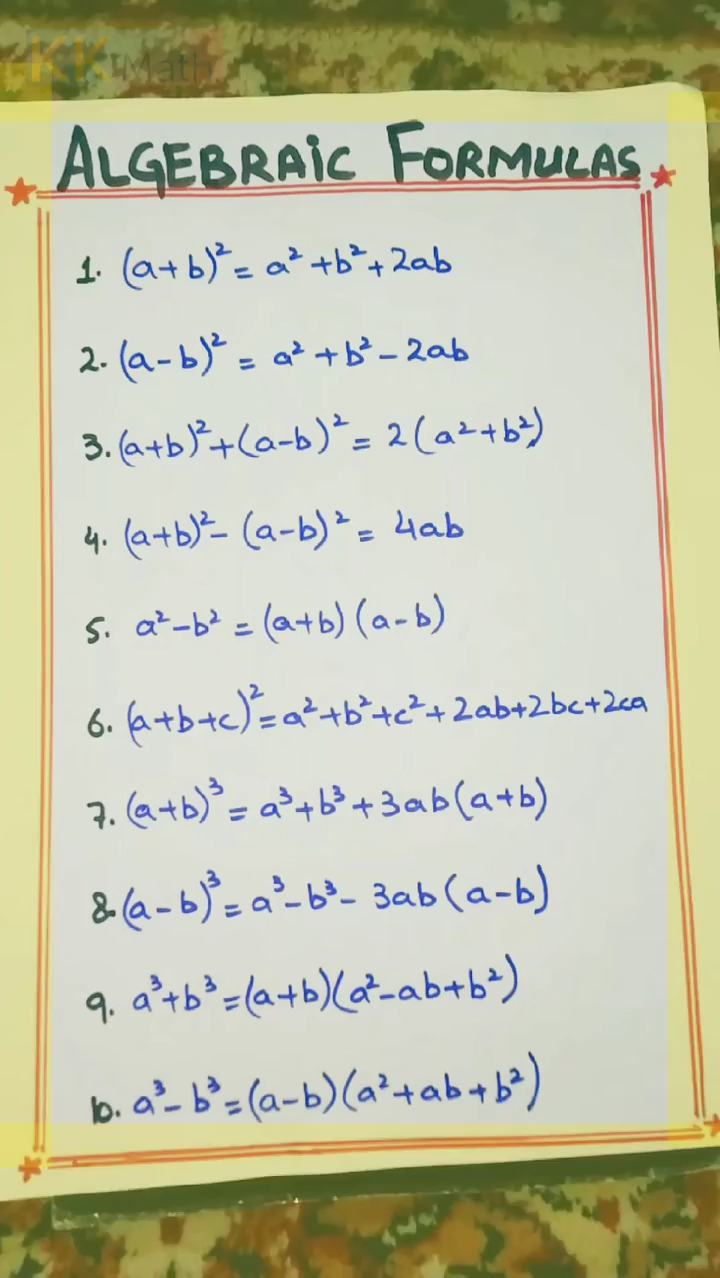 KK Math
ALGEBRAIC FORMULAS
1. (a+b)² = a² + b² + 2ab
2. (a-b)² = a² + b² - 2ab
3. (a+b)² + (a-b)² = 2(a² + b²)
4. (a+b)² - (a-b)² = 4ab
5. a² - b² = (a+b)(a-b)
6. (a+b+c)² = a² + b² + c² + 2ab + 2bc + 2ca
7. (a+b)³ = a³ + b³ + 3ab(a+b)
8. (a-b)³ = a³ - b³ - 3ab(a-b)
9. a³ + b³ = (a+b)(a² - ab + b²)
10. a³ - b³ = (a-b)(a² + ab + b²)